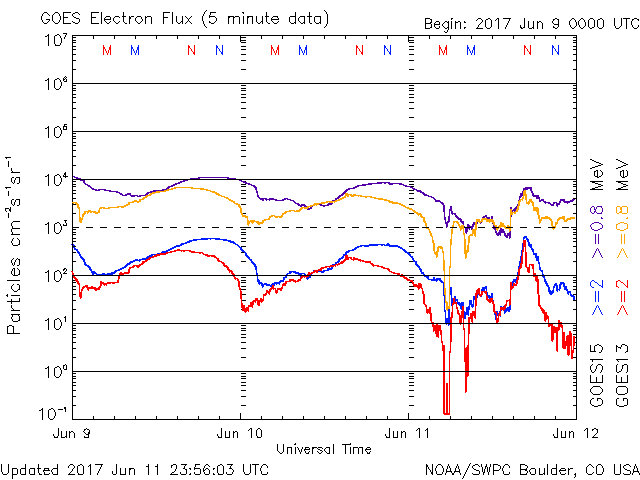 GOES Electron Flux (5 minute data)
Begin: 2017 Jun 9 0000 UTC
10⁷
M M N N M M N N M M N N
10⁶
10⁵
10⁴
10³
10²
10¹
10⁰
10⁻¹
Particles cm⁻²s⁻¹sr⁻¹
Jun 9 Jun 10 Jun 11 Jun 12
Universal Time
GOES15 >=2 >=0.8 MeV
GOES13 >=2 >=0.8 MeV
Updated 2017 Jun 11 23:56:03 UTC
NOAA/SWPC Boulder, CO USA